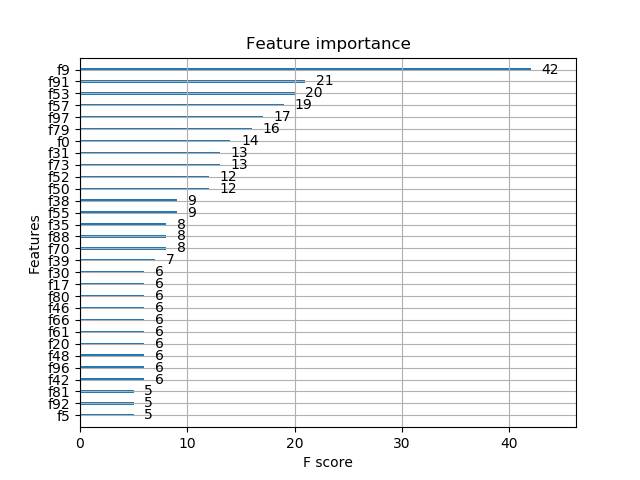 Feature importance
f9 42
f91 21
f53 20
f57 19
f97 17
f79 16
f0 14
f31 13
f73 13
f52 12
f50 12
f38 9
f55 9
f35 8
f88 8
f70 8
f39 7
f30 6
f17 6
f80 6
f46 6
f66 6
f61 6
f20 6
f48 6
f96 6
f42 6
f81 5
f92 5
f5 5
Features
0 10 20 30 40
F score